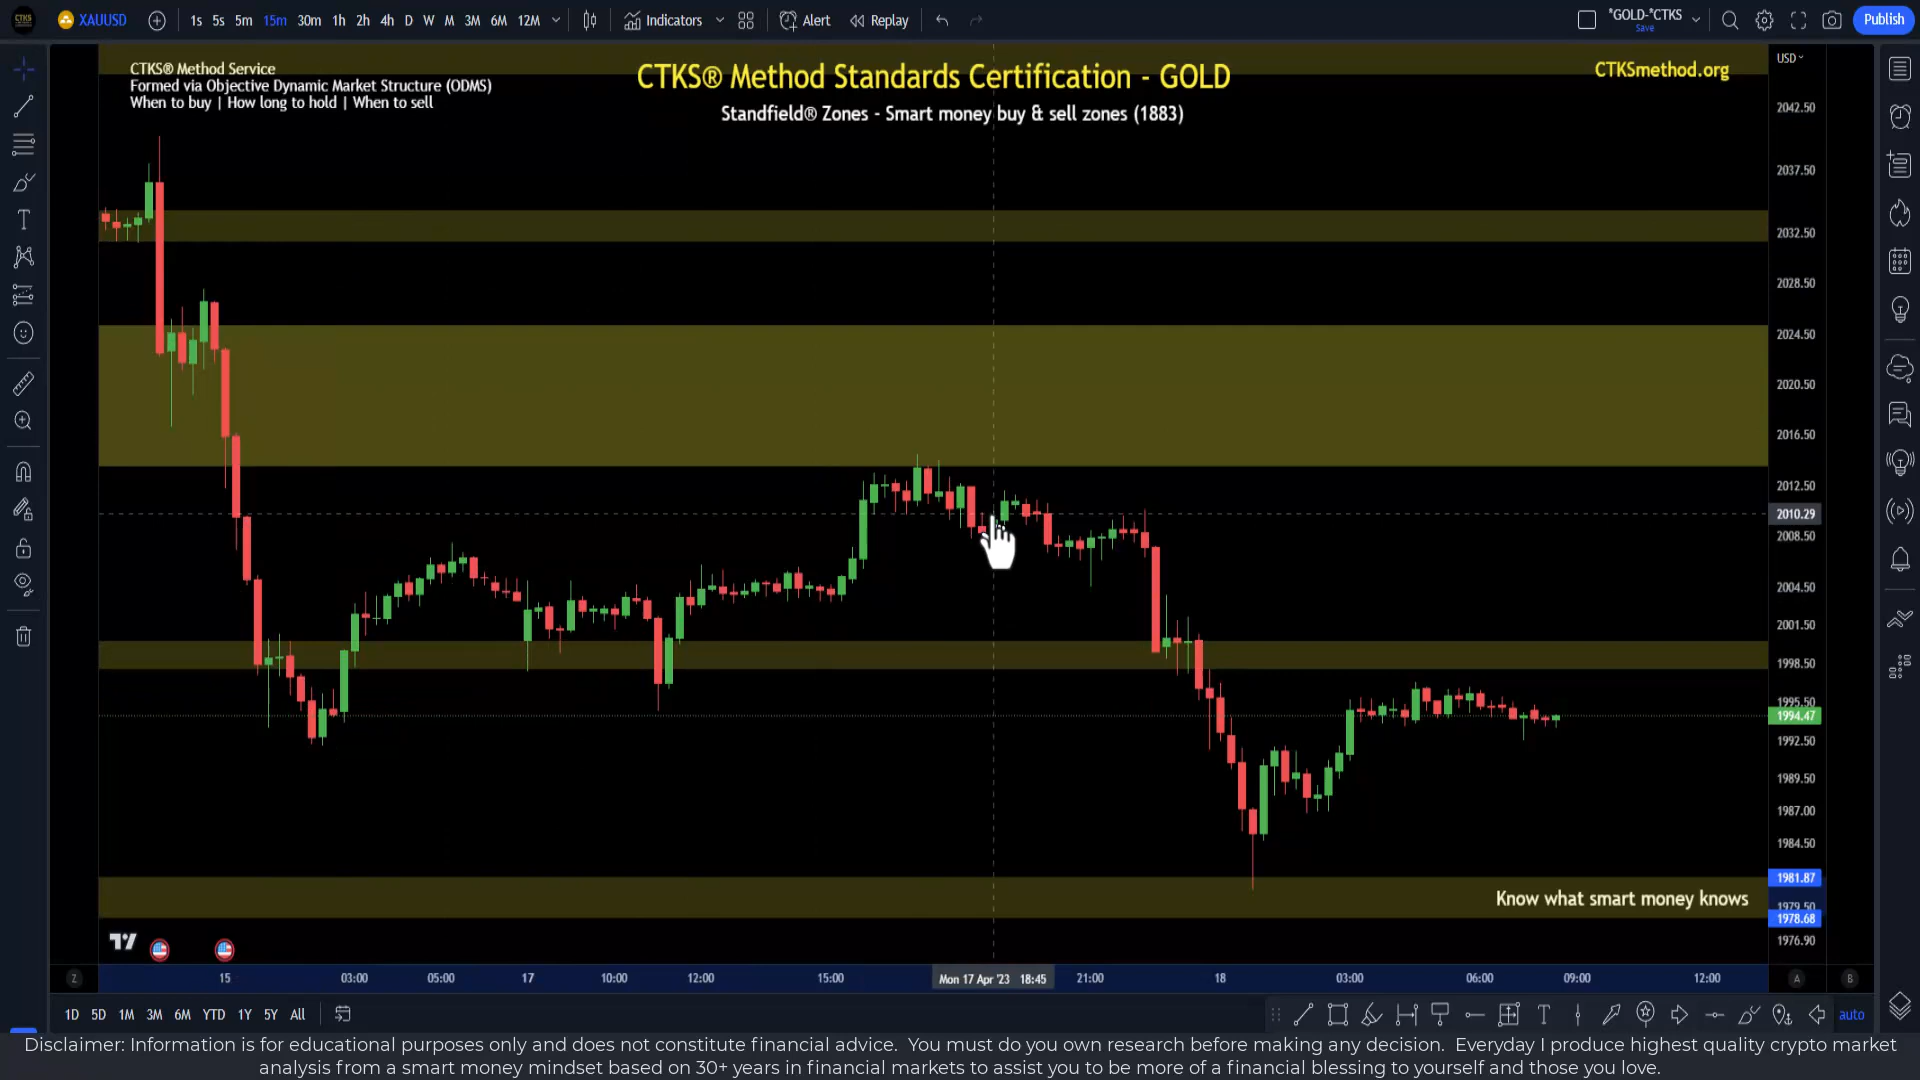 XAUUSD 1s 5s 5m 15m 30m 1h 2h 4h D W M 3M 6M 12M Indicators Alert Replay *GOLD-*CTKS Save Publish
CTKS® Method Service
Formed via Objective Dynamic Market Structure (ODMS)
When to buy | How long to hold | When to sell
CTKS® Method Standards Certification - GOLD
Standfield® Zones - Smart money buy & sell zones (1883)
CTKSmethod.org
USD
2042.50
2037.50
2032.50
2028.50
2024.50
2020.50
2016.50
2012.50
2010.29
2008.50
2004.50
2001.50
1998.50
1995.50
1994.47
1992.50
1989.50
1987.00
1984.50
1981.87
1979.50
1978.68
1976.90
Know what smart money knows
Z 15 03:00 05:00 17 10:00 12:00 15:00 Mon 17 Apr '23 18:45 21:00 18 03:00 06:00 09:00 12:00 A B
1D 5D 1M 3M 6M YTD 1Y 5Y All auto
Disclaimer: Information is for educational purposes only and does not constitute financial advice. You must do you own research before making any decision. Everyday I produce highest quality crypto market
analysis from a smart money mindset based on 30+ years in financial markets to assist you to be more of a financial blessing to yourself and those you love.